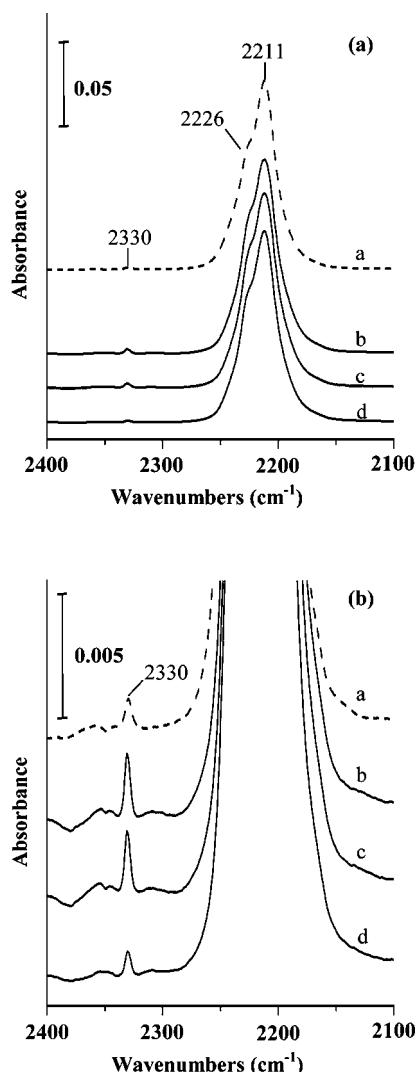 (a)
2211
0.05
2226
2330
a
b
c
d
Absorbance
2400 2300 2200 2100
Wavenumbers (cm⁻¹)
(b)
0.005
2330
a
b
c
d
Absorbance
2400 2300 2200 2100
Wavenumbers (cm⁻¹)